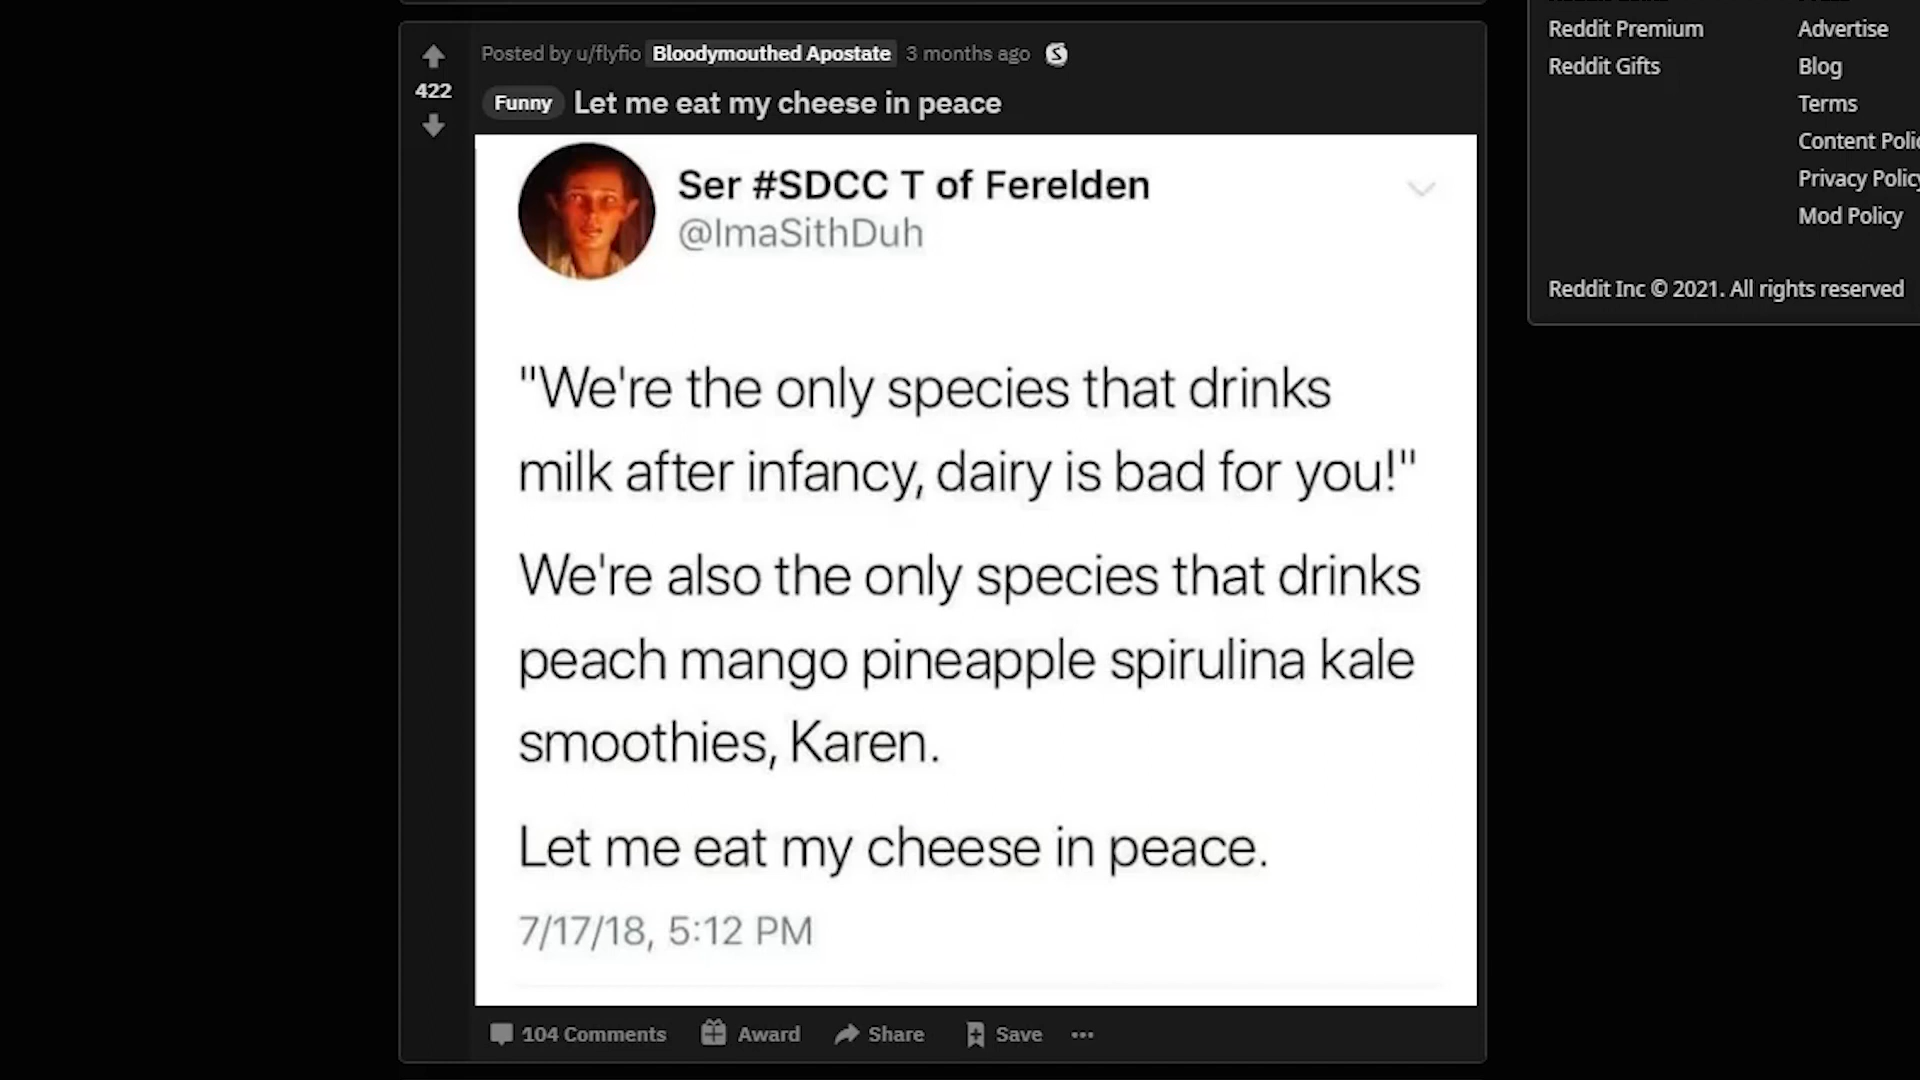 Posted by u/flyfio Bloodymouthed Apostate 3 months ago
422
Funny Let me eat my cheese in peace
Ser #SDCC T of Ferelden
@ImaSithDuh
"We're the only species that drinks
milk after infancy, dairy is bad for you!"
We're also the only species that drinks
peach mango pineapple spirulina kale
smoothies, Karen.
Let me eat my cheese in peace.
7/17/18, 5:12 PM
104 Comments Award Share Save
Reddit Premium
Reddit Gifts
Advertise
Blog
Terms
Content Polic
Privacy Policy
Mod Policy
Reddit Inc © 2021. All rights reserved